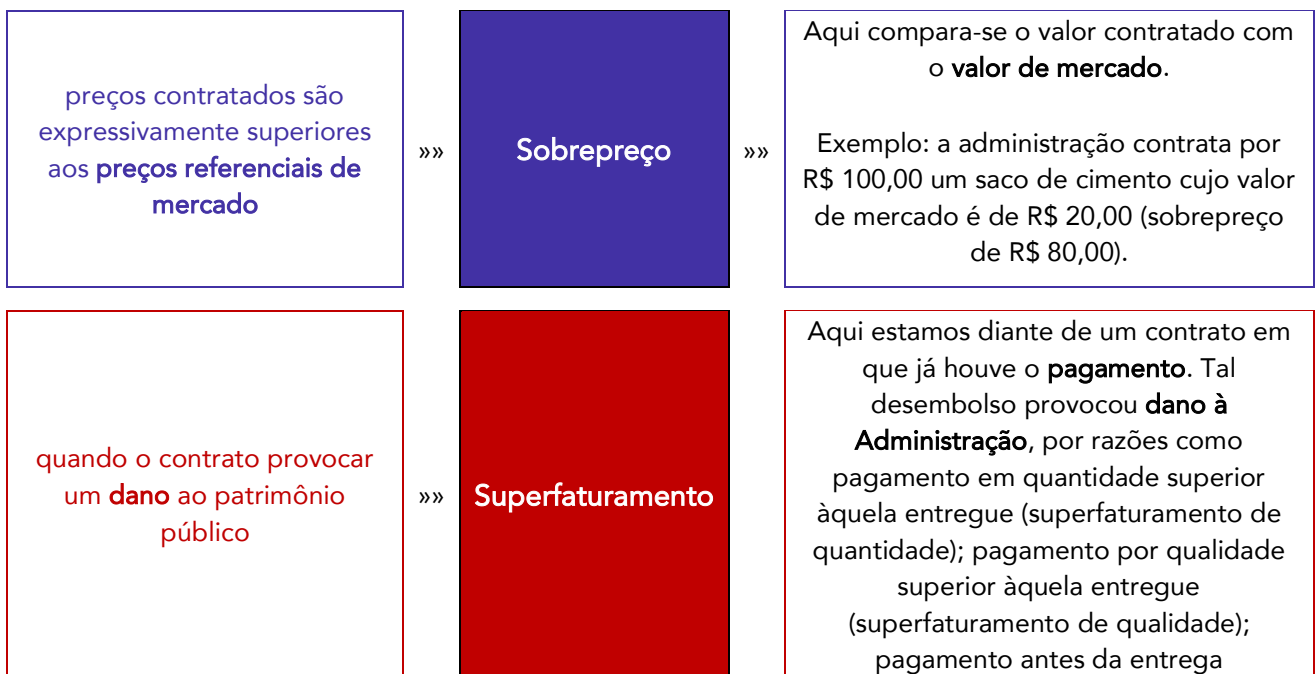 preços contratados são
expressivamente superiores
aos preços referenciais de
mercado
»»
Sobrepreço
»»
Aqui compara-se o valor contratado com
o valor de mercado.
Exemplo: a administração contrata por
R$ 100,00 um saco de cimento cujo valor
de mercado é de R$ 20,00 (sobrepreço
de R$ 80,00).
quando o contrato provocar
um dano ao patrimônio
público
»»
Superfaturamento
Aqui estamos diante de um contrato em
que já houve o pagamento. Tal
desembolso provocou dano à
Administração, por razões como
pagamento em quantidade superior
àquela entregue (superfaturamento de
quantidade); pagamento por qualidade
superior àquela entregue
(superfaturamento de qualidade);
pagamento antes da entrega